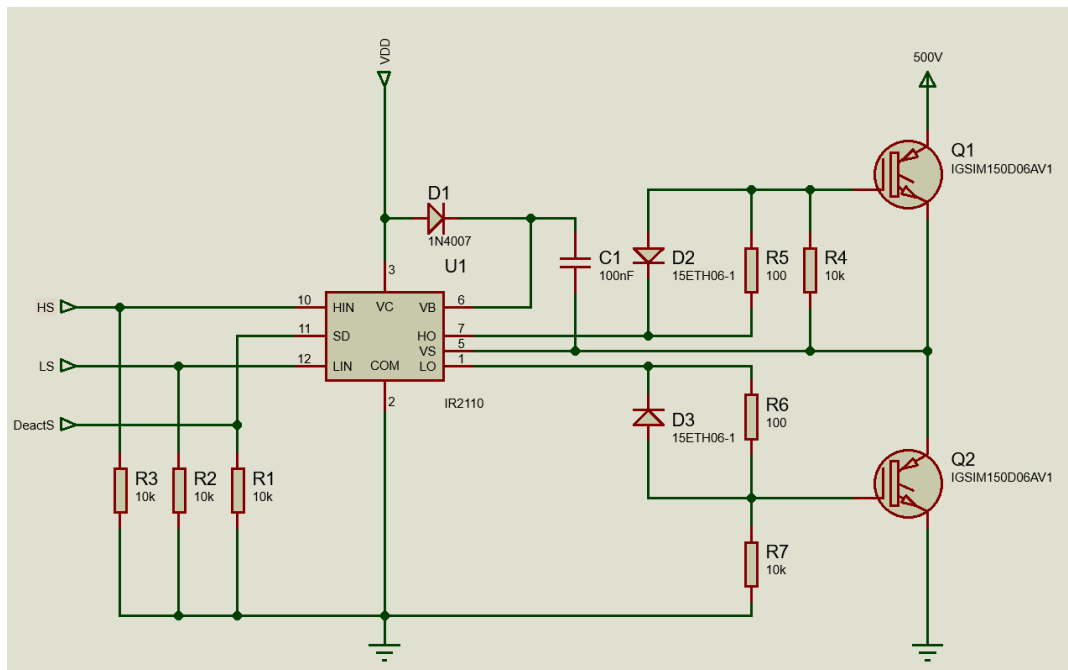 VDD
500V
D1
1N4007
U1
3
10
HIN
VC
VB
6
11
SD
HO
7
VS
5
12
LIN
COM
LO
1
2
IR2110
HS
LS
DeactS
R3
10k
R2
10k
R1
10k
C1
100nF
D2
15ETH06-1
R5
100
R4
10k
Q1
IGSIM150D06AV1
D3
15ETH06-1
R6
100
R7
10k
Q2
IGSIM150D06AV1